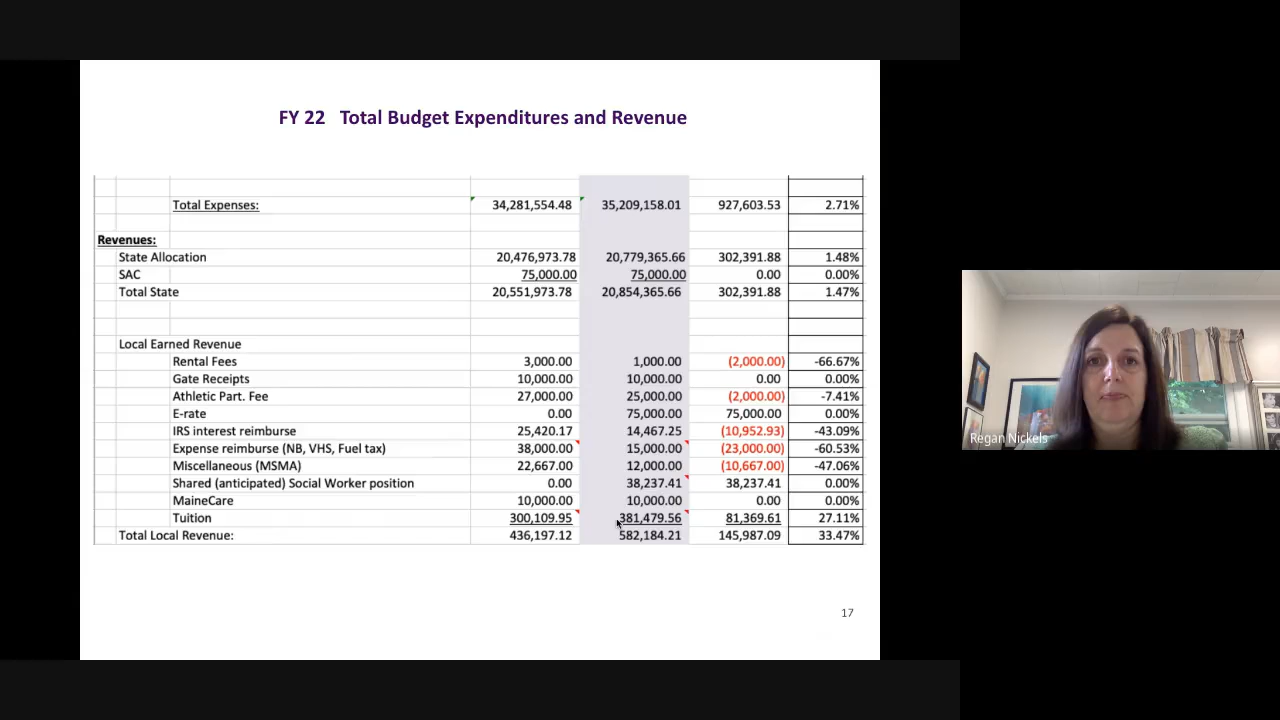 FY 22 Total Budget Expenditures and Revenue
Total Expenses: 34,281,554.48 35,209,158.01 927,603.53 2.71%
Revenues:
State Allocation 20,476,973.78 20,779,365.66 302,391.88 1.48%
SAC 75,000.00 75,000.00 0.00 0.00%
Total State 20,551,973.78 20,854,365.66 302,391.88 1.47%
Local Earned Revenue
Rental Fees 3,000.00 1,000.00 (2,000.00) -66.67%
Gate Receipts 10,000.00 10,000.00 0.00 0.00%
Athletic Part. Fee 27,000.00 25,000.00 (2,000.00) -7.41%
E-rate 0.00 75,000.00 75,000.00 0.00%
IRS interest reimburse 25,420.17 14,467.25 (10,952.93) -43.09%
Expense reimburse (NB, VHS, Fuel tax) 38,000.00 15,000.00 (23,000.00) -60.53%
Miscellaneous (MSMA) 22,667.00 12,000.00 (10,667.00) -47.06%
Shared (anticipated) Social Worker position 0.00 38,237.41 38,237.41 0.00%
MaineCare 10,000.00 10,000.00 0.00 0.00%
Tuition 300,109.95 381,479.56 81,369.61 27.11%
Total Local Revenue: 436,197.12 582,184.21 145,987.09 33.47%
17
Regan Nickels